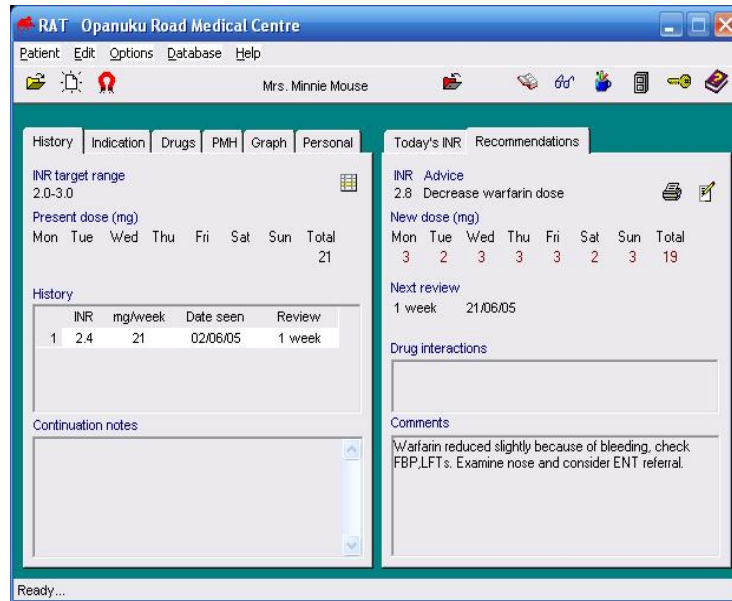 RAT Opanuku Road Medical Centre
Patient Edit Options Database Help
Mrs. Minnie Mouse
History Indication Drugs PMH Graph Personal
INR target range
2.0-3.0
Present dose (mg)
Mon Tue Wed Thu Fri Sat Sun Total
21
History
INR mg/week Date seen Review
1 2.4 21 02/06/05 1 week
Continuation notes
Today's INR Recommendations
INR Advice
2.8 Decrease warfarin dose
New dose (mg)
Mon Tue Wed Thu Fri Sat Sun Total
3 2 3 3 3 2 3 19
Next review
1 week 21/06/05
Drug interactions
Comments
Warfarin reduced slightly because of bleeding, check
FBP,LFTs. Examine nose and consider ENT referral.
Ready...